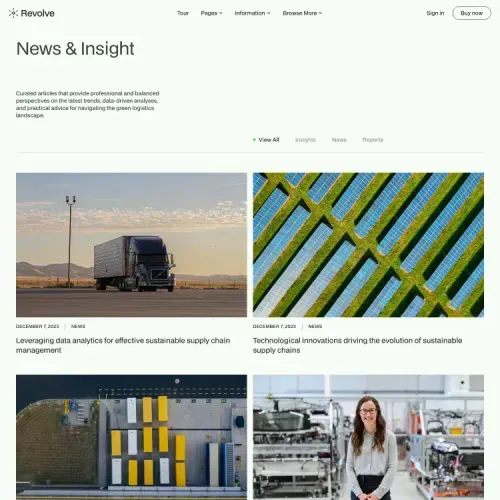 Revolve
Tour
Pages
Information
Browse More
Sign in
Buy now
News & Insight
Curated articles that provide professional and balanced
perspectives on the latest trends, data-driven analyses,
and practical advice for navigating the green logistics
landscape.
View All
Insights
News
Reports
DECEMBER 7, 2023 | NEWS
Leveraging data analytics for effective sustainable supply chain
management
DECEMBER 7, 2023 | NEWS
Technological innovations driving the evolution of sustainable
supply chains